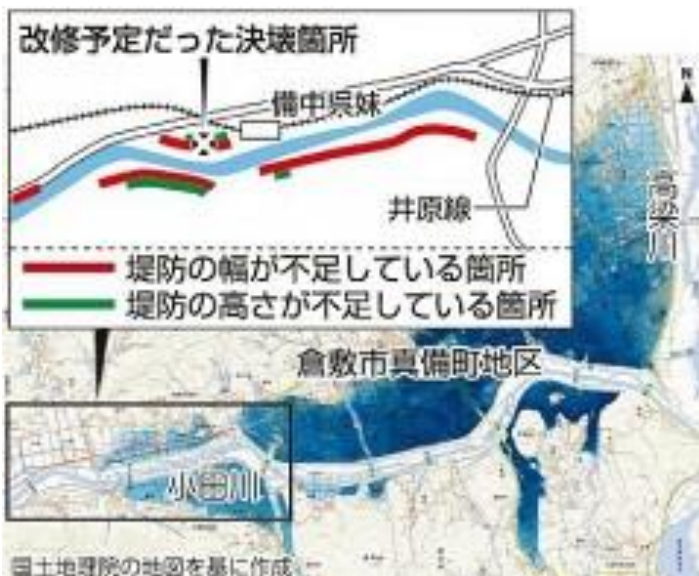 改修予定だった決壊箇所
備中県妹
井原線
堤防の幅が不足している箇所
堤防の高さが不足している箇所
N
高梁川
倉敷市真備町地区
小田川
国土地理院の地図を基に作成